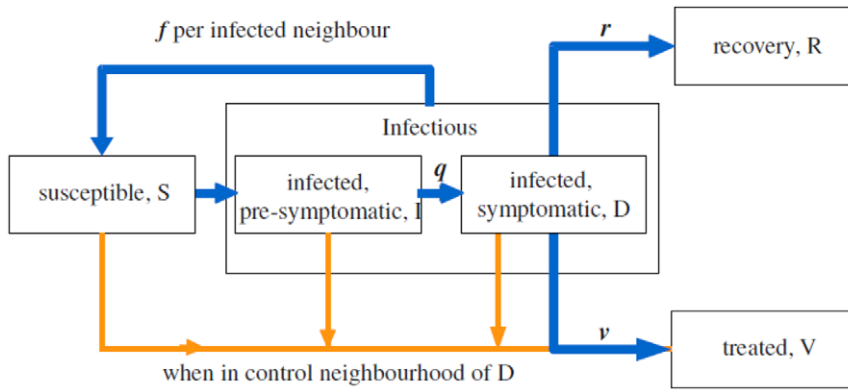 f per infected neighbour
r
recovery, R
Infectious
susceptible, S
infected,
pre-symptomatic, I
q
infected,
symptomatic, D
v
treated, V
when in control neighbourhood of D